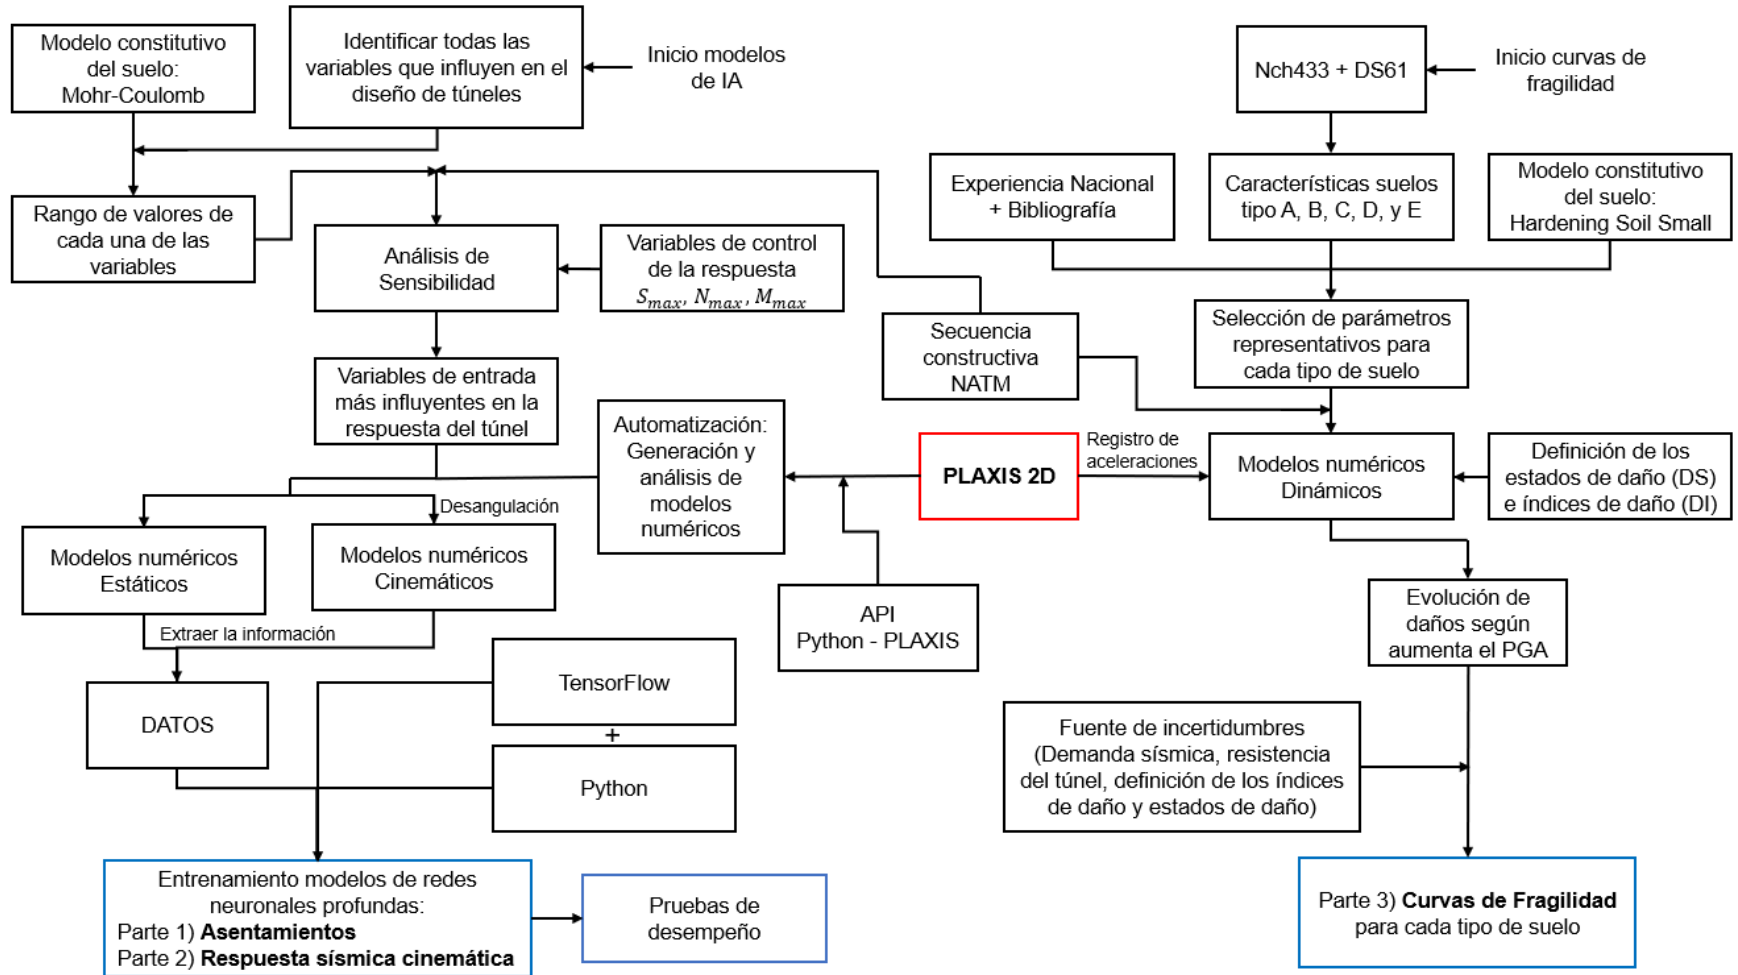 Modelo constitutivo
del suelo:
Mohr-Coulomb
Identificar todas las
variables que influyen en el
diseño de túneles
Inicio modelos
de IA
Nch433 + DS61
Inicio curvas de
fragilidad
Experiencia Nacional
+ Bibliografía
Características suelos
tipo A, B, C, D, y E
Modelo constitutivo
del suelo:
Hardening Soil Small
Rango de valores de
cada una de las
variables
Análisis de
Sensibilidad
Variables de control
de la respuesta
S_max, N_max, M_max
Secuencia
constructiva
NATM
Selección de parámetros
representativos para
cada tipo de suelo
Variables de entrada
más influyentes en la
respuesta del túnel
Automatización:
Generación y
análisis de
modelos
numéricos
PLAXIS 2D
Registro de
aceleraciones
Modelos numéricos
Dinámicos
Definición de los
estados de daño (DS)
e índices de daño (DI)
Desangulación
Modelos numéricos
Estáticos
Modelos numéricos
Cinemáticos
Extraer la información
API
Python - PLAXIS
Evolución de
daños según
aumenta el PGA
DATOS
TensorFlow
+
Python
Fuente de incertidumbres
(Demanda sísmica, resistencia
del túnel, definición de los índices
de daño y estados de daño)
Entrenamiento modelos de redes
neuronales profundas:
Parte 1) Asentamientos
Parte 2) Respuesta sísmica cinemática
Pruebas de
desempeño
Parte 3) Curvas de Fragilidad
para cada tipo de suelo